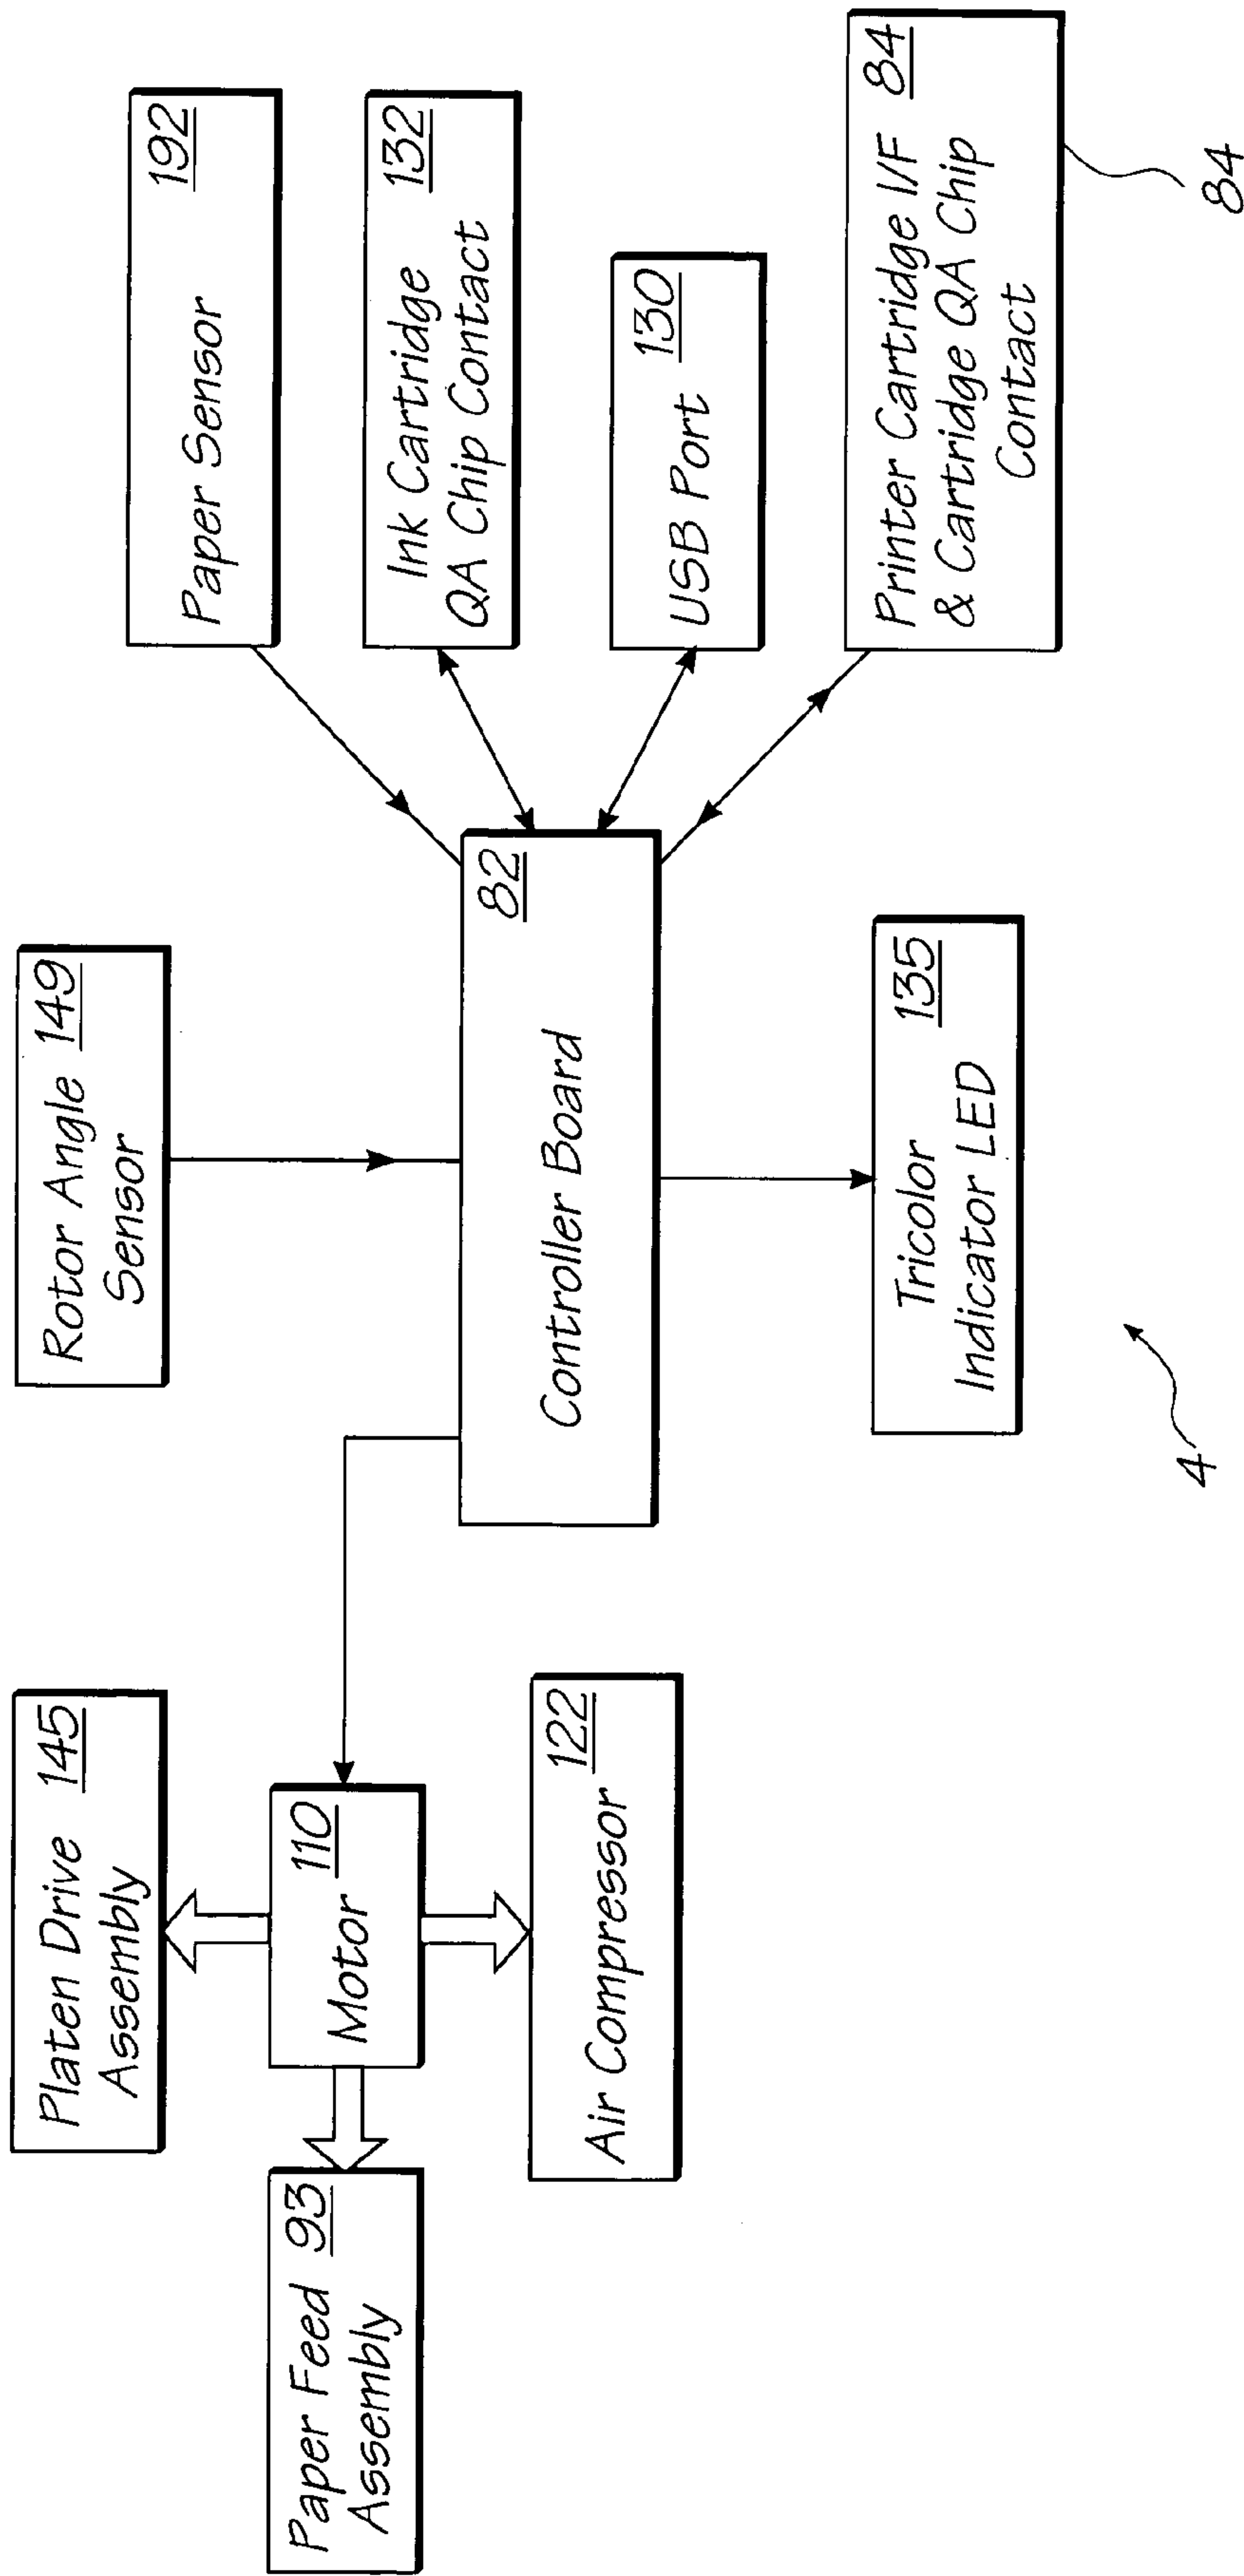 Platen Drive 145
Assembly
Rotor Angle 149
Sensor
Paper Sensor 192
Paper Feed 93
Assembly
Motor 110
Ink Cartridge 132
QA Chip Contact
Controller Board 82
Air Compressor 122
USB Port 130
Tricolor 135
Indicator LED
Printer Cartridge I/F 84
& Cartridge QA Chip
Contact
4
84